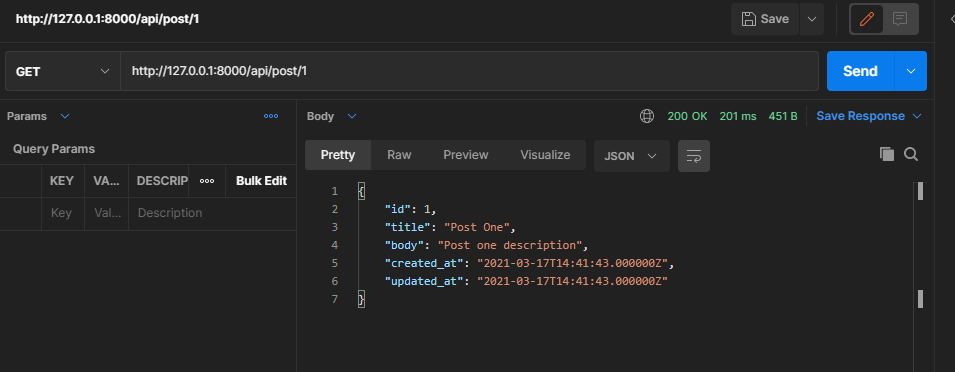 http://127.0.0.1:8000/api/post/1
Save
GET http://127.0.0.1:8000/api/post/1 Send
Params ooo
Body 200 OK 201 ms 451 B Save Response
Query Params
Pretty Raw Preview Visualize JSON
KEY VA... DESCRIP ooo Bulk Edit
Key Val... Description
1 {
2 "id": 1,
3 "title": "Post One",
4 "body": "Post one description",
5 "created_at": "2021-03-17T14:41:43.000000Z",
6 "updated_at": "2021-03-17T14:41:43.000000Z"
7 }